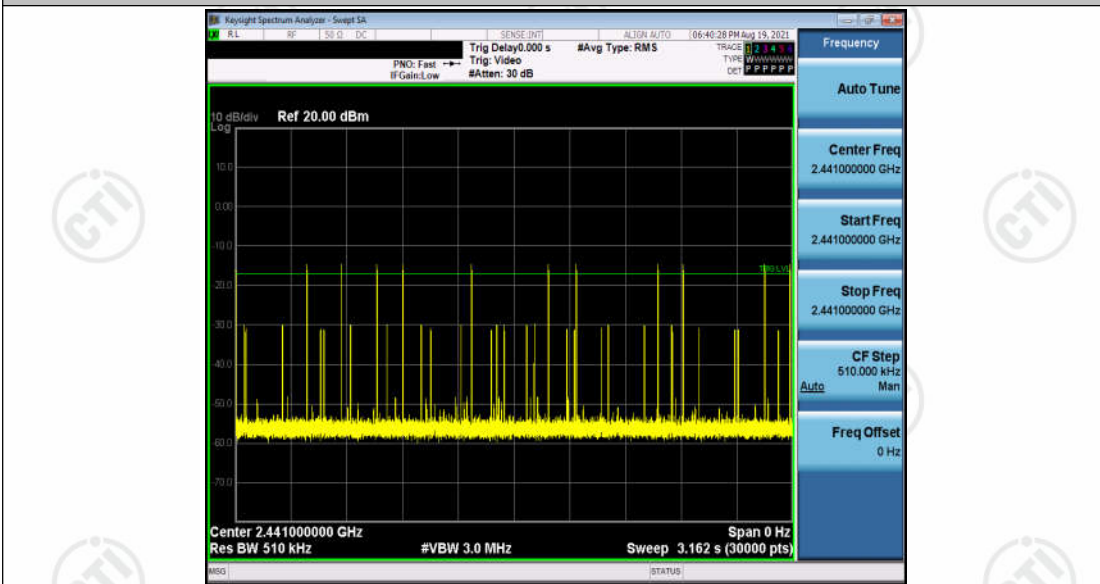 Keysight Spectrum Analyzer - Swept SA
RL RF 50 Ω DC SENSE:INT ALIGN AUTO 06:40:28 PM Aug 19, 2021
Trig Delay0.000 s #Avg Type: RMS TRACE 1 2 3 4 5 6
PNO: Fast Trig: Video TYPE WWWWWW
IFGain:Low #Atten: 30 dB DET P P P P P P
10 dB/div Ref 20.00 dBm
Log
10.0
0.00
-10.0
TRIG LVL
-20.0
-30.0
-40.0
-50.0
-60.0
-70.0
Center 2.441000000 GHz Span 0 Hz
Res BW 510 kHz #VBW 3.0 MHz Sweep 3.162 s (30000 pts)
MSG STATUS
Frequency
Auto Tune
Center Freq
2.441000000 GHz
Start Freq
2.441000000 GHz
Stop Freq
2.441000000 GHz
CF Step
510.000 kHz
Auto Man
Freq Offset
0 Hz
CTI
CTI